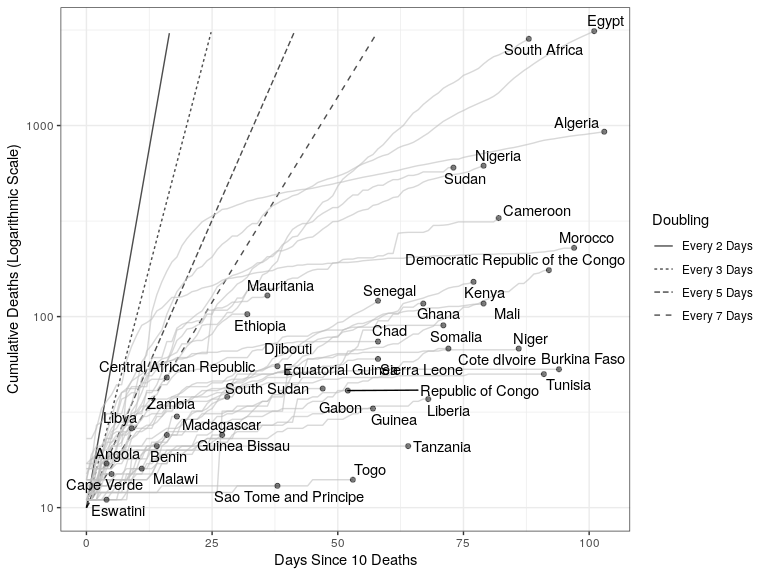 Egypt
South Africa
Algeria
Nigeria
Sudan
Cameroon
Morocco
Democratic Republic of the Congo
Mauritania
Senegal
Kenya
Ghana
Mali
Ethiopia
Chad
Somalia
Niger
Djibouti
Cote dIvoire
Burkina Faso
Central African Republic
Equatorial Guinea
Sierra Leone
Tunisia
South Sudan
Republic of Congo
Zambia
Gabon
Liberia
Libya
Guinea
Madagascar
Guinea Bissau
Tanzania
Angola
Benin
Togo
Malawi
Cape Verde
Sao Tome and Principe
Eswatini
1000
100
10
0
25
50
75
100
Days Since 10 Deaths
Cumulative Deaths (Logarithmic Scale)
Doubling
Every 2 Days
Every 3 Days
Every 5 Days
Every 7 Days